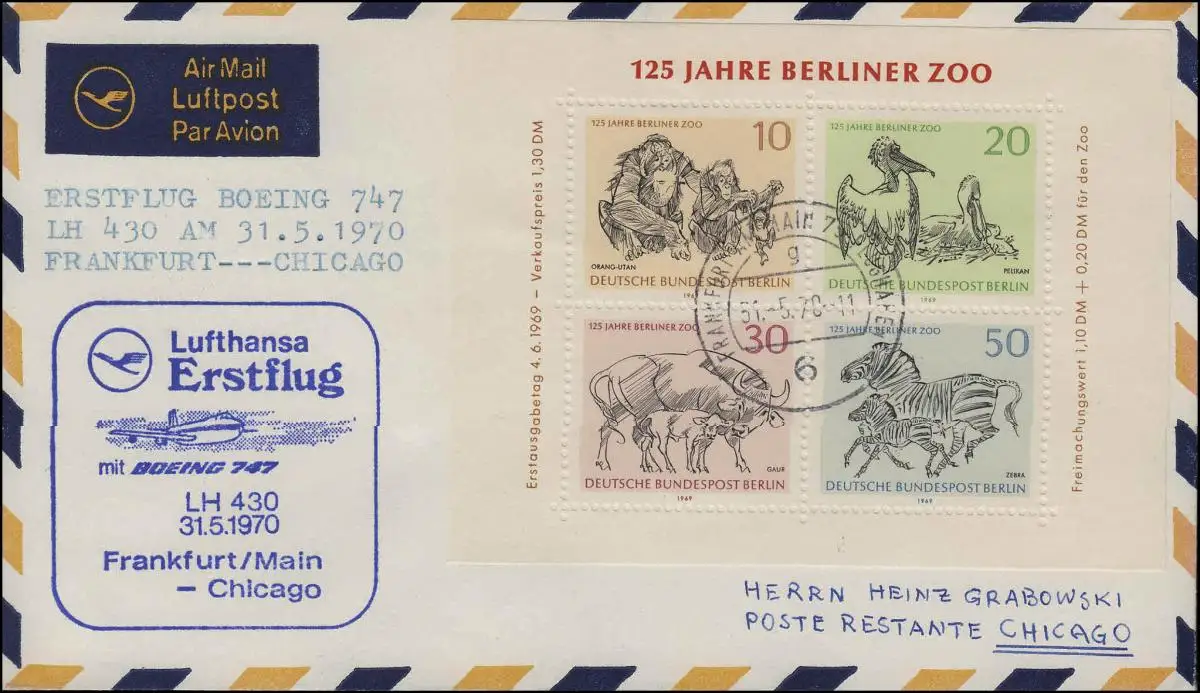 Air Mail
Luftpost
Par Avion
ERSTFLUG BOEING 747
LH 430 AM 31.5.1970
FRANKFURT---CHICAGO
Lufthansa
Erstflug
mit BOEING 747
LH 430
31.5.1970
Frankfurt/Main
– Chicago
125 JAHRE BERLINER ZOO
Erstausgabetag 4. 6. 1969 – Verkaufspreis 1,30 DM
125 JAHRE BERLINER ZOO 10
ORANG-UTAN
DEUTSCHE BUNDESPOST BERLIN
1969
125 JAHRE BERLINER ZOO 20
PELIKAN
DEUTSCHE BUNDESPOST BERLIN
1969
125 JAHRE BERLINER ZOO 30
GAUR
DEUTSCHE BUNDESPOST BERLIN
1969
125 JAHRE BERLINER ZOO 50
ZEBRA
DEUTSCHE BUNDESPOST BERLIN
1969
Freimachungswert 1,10 DM + 0,20 DM für den Zoo
FRANKFURT MAIN 7
g
31.-5.70-11
6
HERRN HEINZ GRABOWSKI
POSTE RESTANTE CHICAGO